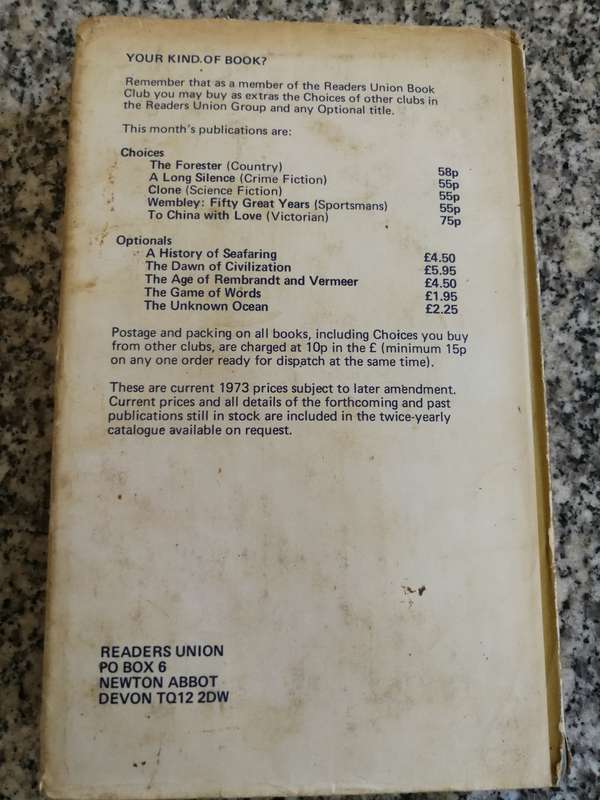 YOUR KIND OF BOOK?
Remember that as a member of the Readers Union Book
Club you may buy as extras the Choices of other clubs in
the Readers Union Group and any Optional title.
This month's publications are:
Choices
The Forester (Country) 58p
A Long Silence (Crime Fiction) 55p
Clone (Science Fiction) 55p
Wembley: Fifty Great Years (Sportsmans) 55p
To China with Love (Victorian) 75p
Optionals
A History of Seafaring £4.50
The Dawn of Civilization £5.95
The Age of Rembrandt and Vermeer £4.50
The Game of Words £1.95
The Unknown Ocean £2.25
Postage and packing on all books, including Choices you buy
from other clubs, are charged at 10p in the £ (minimum 15p
on any one order ready for dispatch at the same time).
These are current 1973 prices subject to later amendment.
Current prices and all details of the forthcoming and past
publications still in stock are included in the twice-yearly
catalogue available on request.
READERS UNION
PO BOX 6
NEWTON ABBOT
DEVON TQ12 2DW